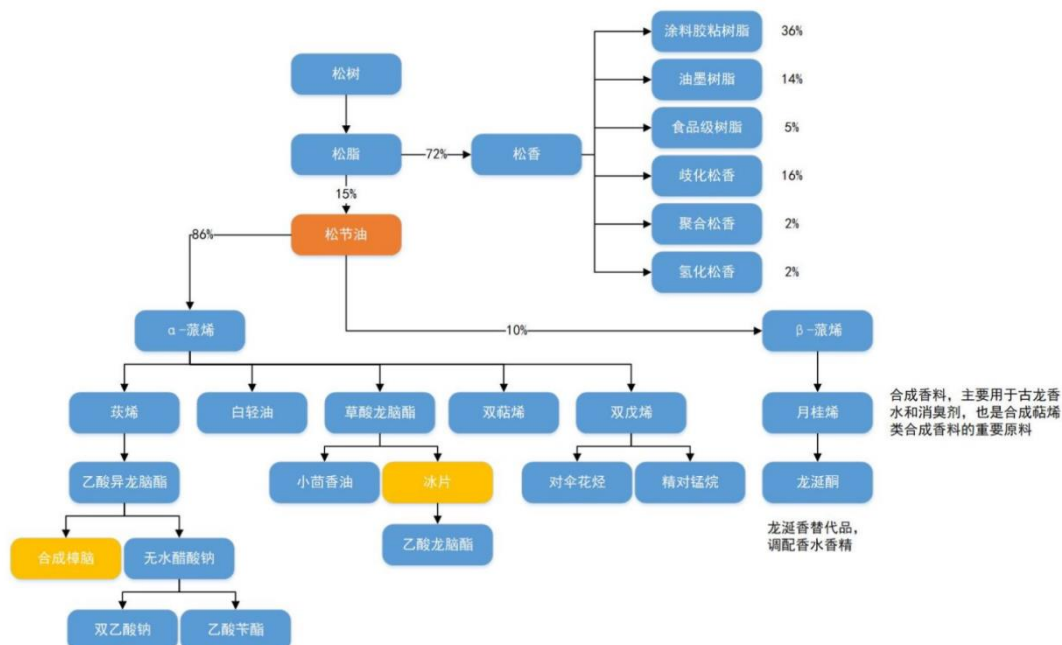 松树
松脂
72%
松香
涂料胶粘树脂 36%
油墨树脂 14%
食品级树脂 5%
歧化松香 16%
聚合松香 2%
氢化松香 2%
15%
松节油
86%
10%
α-蒎烯
β-蒎烯
莰烯
白轻油
草酸龙脑酯
双萜烯
双戊烯
月桂烯
合成香料，主要用于古龙香
水和消臭剂，也是合成萜烯
类合成香料的重要原料
乙酸异龙脑酯
小茴香油
冰片
对伞花烃
精对锰烷
龙涎酮
合成樟脑
无水醋酸钠
乙酸龙脑酯
龙涎香替代品，
调配香水香精
双乙酸钠
乙酸苄酯